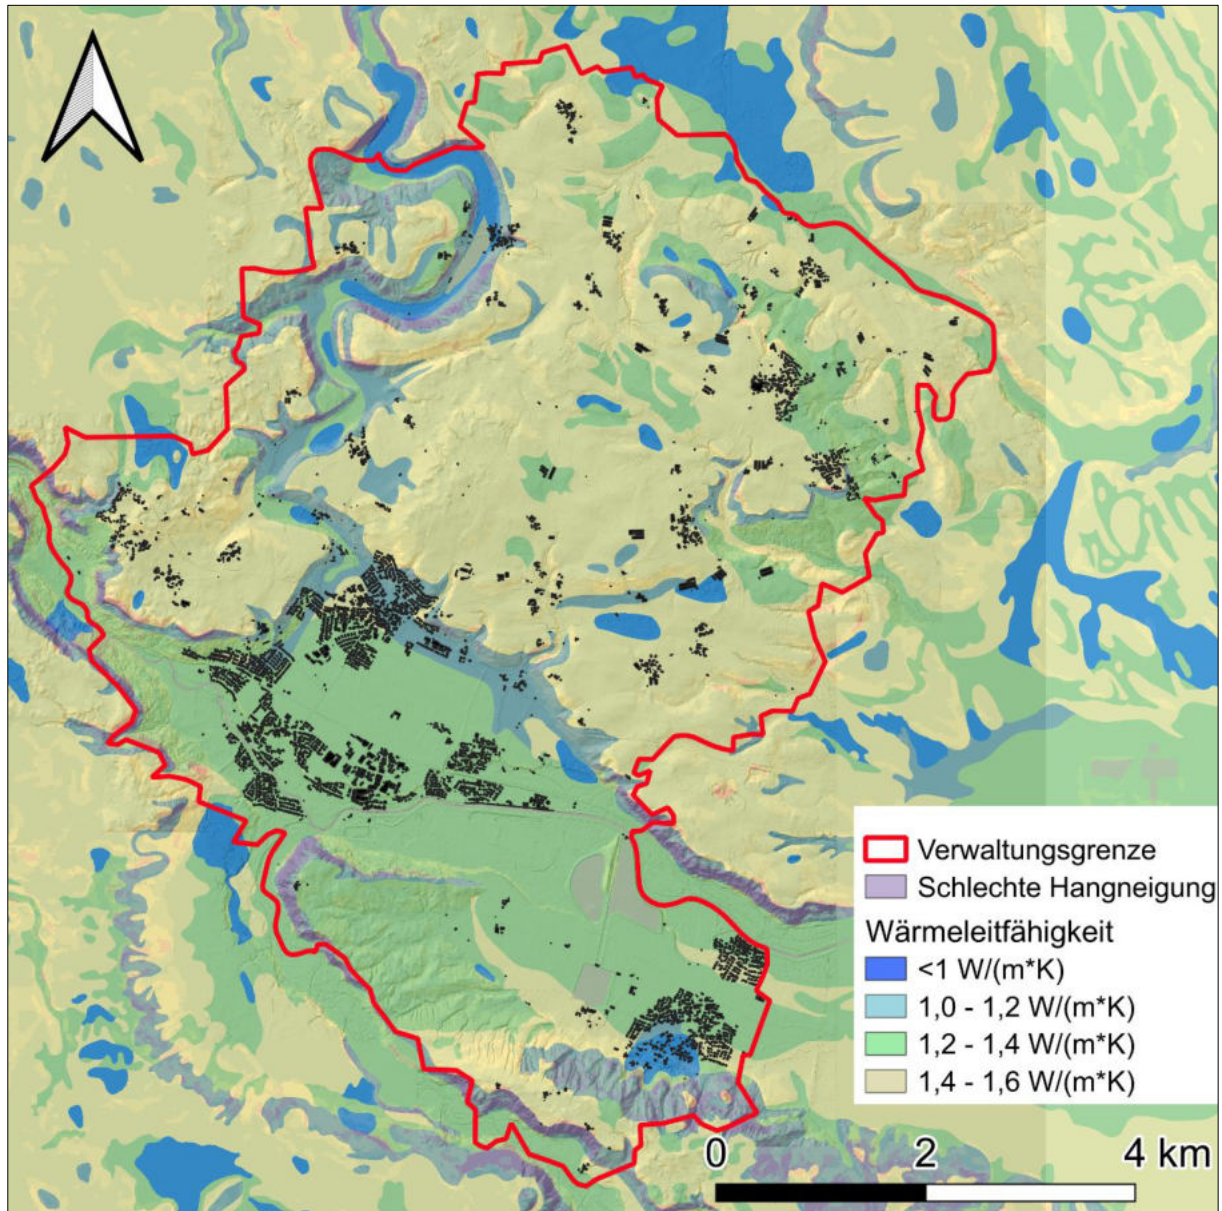 Verwaltungsgrenze
Schlechte Hangneigung
Wärmeleitfähigkeit
<1 W/(m*K)
1,0 - 1,2 W/(m*K)
1,2 - 1,4 W/(m*K)
1,4 - 1,6 W/(m*K)
0 2 4 km